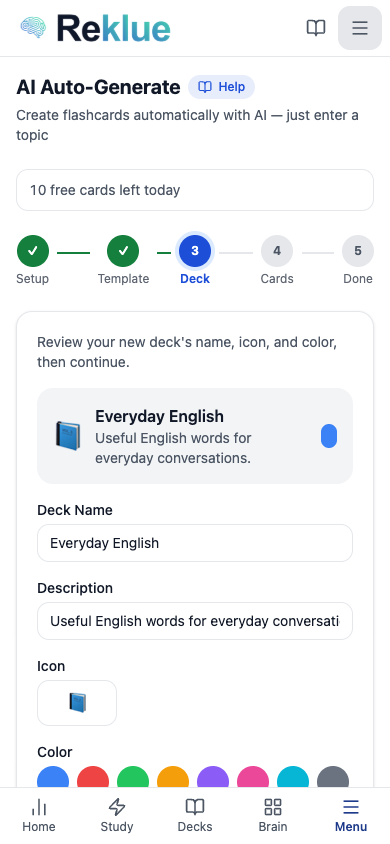 Reklue
AI Auto-Generate Help
Create flashcards automatically with AI — just enter a
topic
10 free cards left today
3 4 5
Setup Template Deck Cards Done
Review your new deck's name, icon, and color,
then continue.
Everyday English
Useful English words for
everyday conversations.
Deck Name
Everyday English
Description
Useful English words for everyday conversati
Icon
Color
Home Study Decks Brain Menu